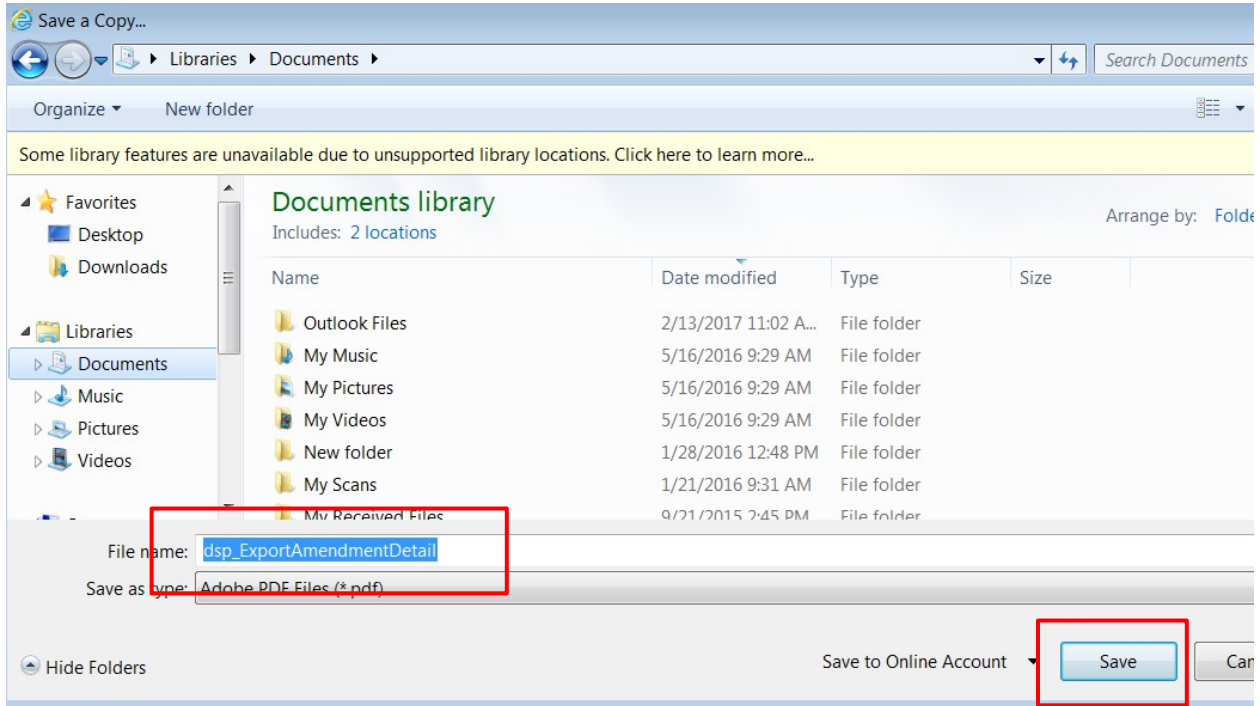 Save a Copy...
Libraries Documents
Search Documents
Organize New folder
Some library features are unavailable due to unsupported library locations. Click here to learn more...
Favorites
Desktop
Downloads
Libraries
Documents
Music
Pictures
Videos
Documents library
Includes: 2 locations
Arrange by: Folde
Name Date modified Type Size
Outlook Files 2/13/2017 11:02 A... File folder
My Music 5/16/2016 9:29 AM File folder
My Pictures 5/16/2016 9:29 AM File folder
My Videos 5/16/2016 9:29 AM File folder
New folder 1/28/2016 12:48 PM File folder
My Scans 1/21/2016 9:31 AM File folder
My Received Files 9/21/2015 2:45 PM File folder
File name: dsp_ExportAmendmentDetail
Save as type: Adobe PDF Files (*.pdf)
Hide Folders
Save to Online Account Save Can